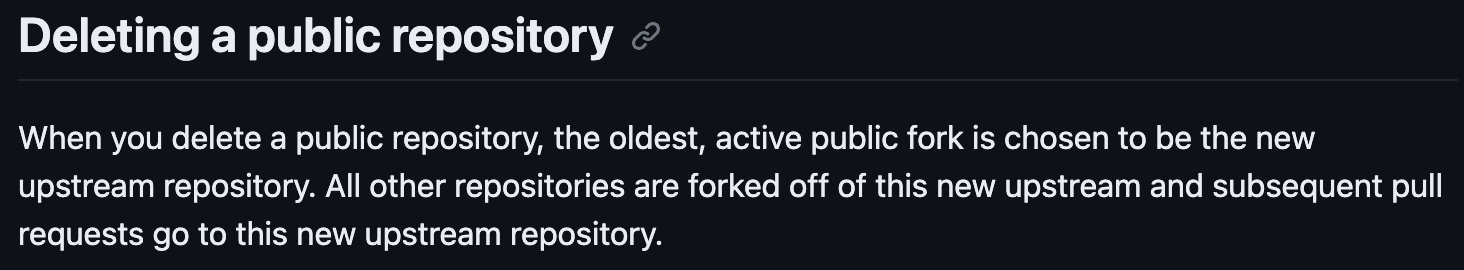 Deleting a public repository
When you delete a public repository, the oldest, active public fork is chosen to be the new
upstream repository. All other repositories are forked off of this new upstream and subsequent pull
requests go to this new upstream repository.